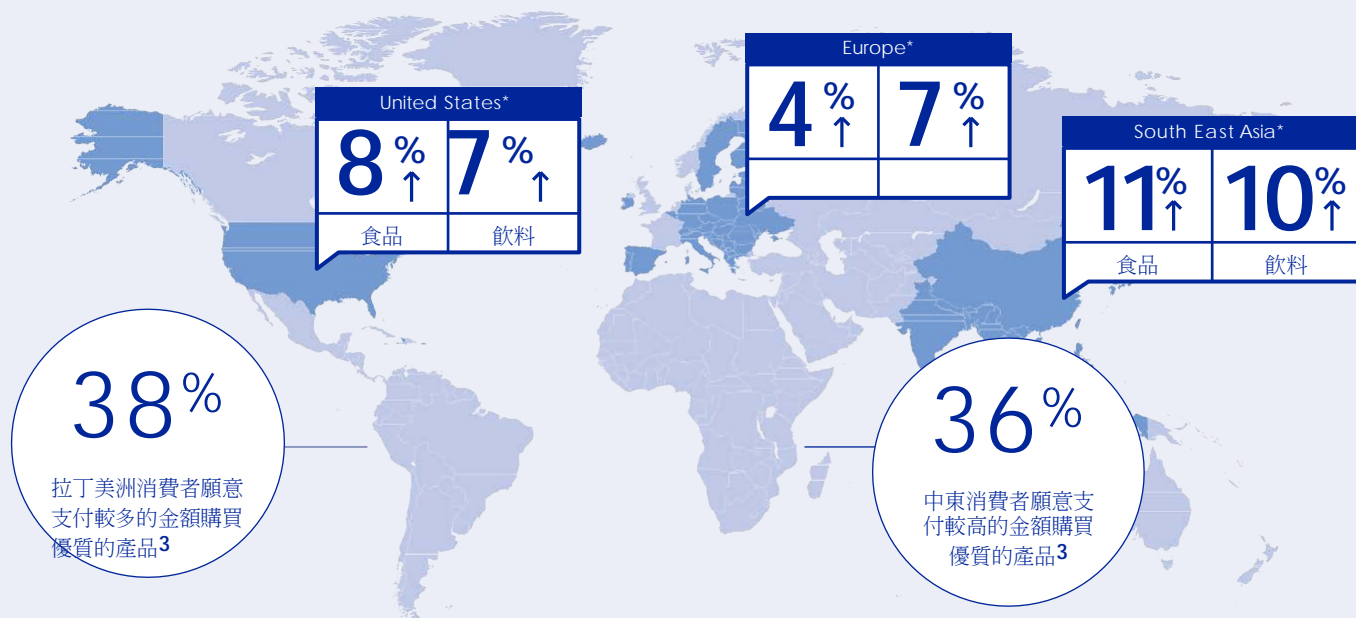 United States*
8%↑ 7%↑
食品 飲料
Europe*
4%↑ 7%↑
South East Asia*
11%↑ 10%↑
食品 飲料
38%
拉丁美洲消費者願意
支付較多的金額購買
優質的產品3
36%
中東消費者願意支
付較高的金額購買
優質的產品3